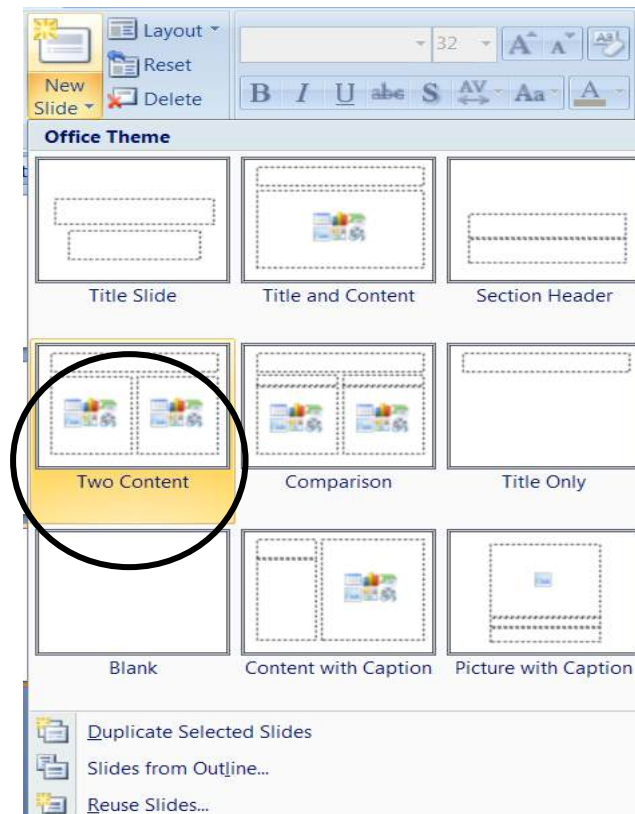 Layout
32
A A Aa
Reset
New
Slide
Delete
B I U abc S AV Aa A
Office Theme
Title Slide Title and Content Section Header
Two Content Comparison Title Only
Blank Content with Caption Picture with Caption
Duplicate Selected Slides
Slides from Outline...
Reuse Slides...